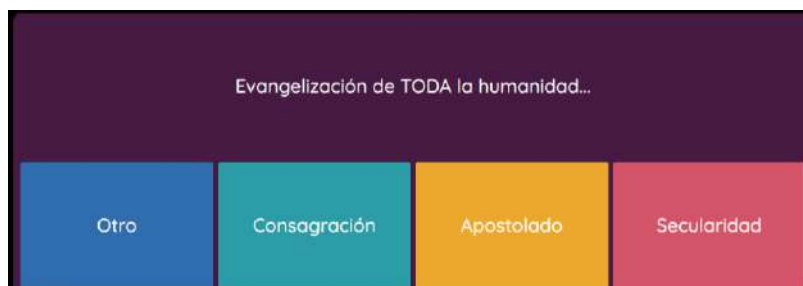 Evangelización de TODA la humanidad...
Otro
Consagración
Apostolado
Secularidad